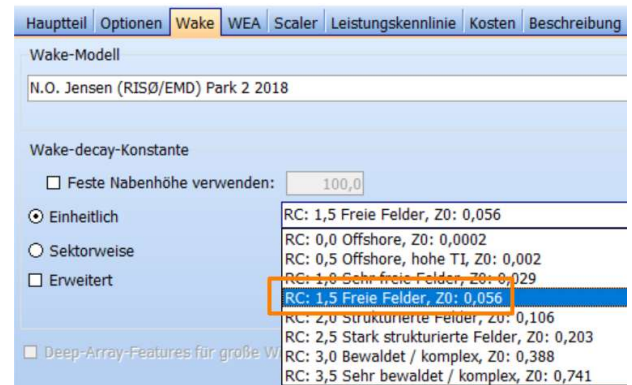 Hauptteil Optionen Wake WEA Scaler Leistungskennlinie Kosten Beschreibung
Wake-Modell
N.O. Jensen (RISØ/EMD) Park 2 2018
Wake-decay-Konstante
Feste Nabenhöhe verwenden: 100,0
Einheitlich RC: 1,5 Freie Felder, Z0: 0,056
RC: 0,0 Offshore, Z0: 0,0002
Sektorweise RC: 0,5 Offshore, hohe TI, Z0: 0,002
Erweitert RC: 1,0 Sehr freie Felder, Z0: 0,029
RC: 1,5 Freie Felder, Z0: 0,056
RC: 2,0 Strukturierte Felder, Z0: 0,106
RC: 2,5 Stark strukturierte Felder, Z0: 0,203
Deep-Array-Features für große W RC: 3,0 Bewaldet / komplex, Z0: 0,388
RC: 3,5 Sehr bewaldet / komplex, Z0: 0,741